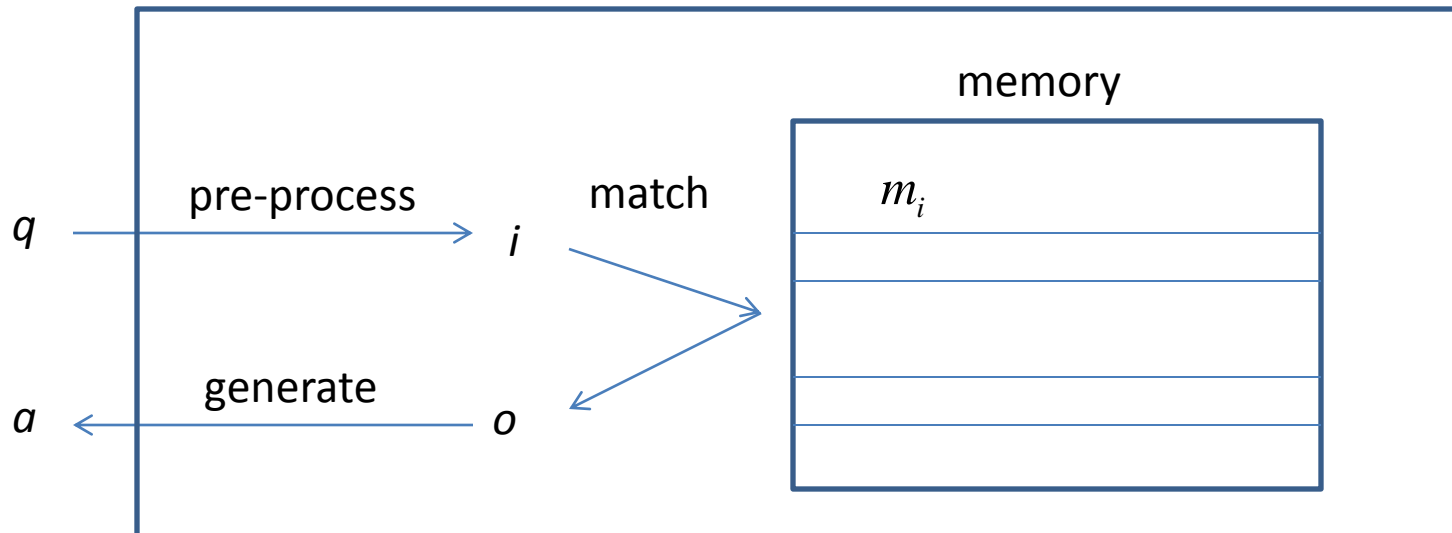 memory
pre-process
match
m_i
q
i
generate
a
o